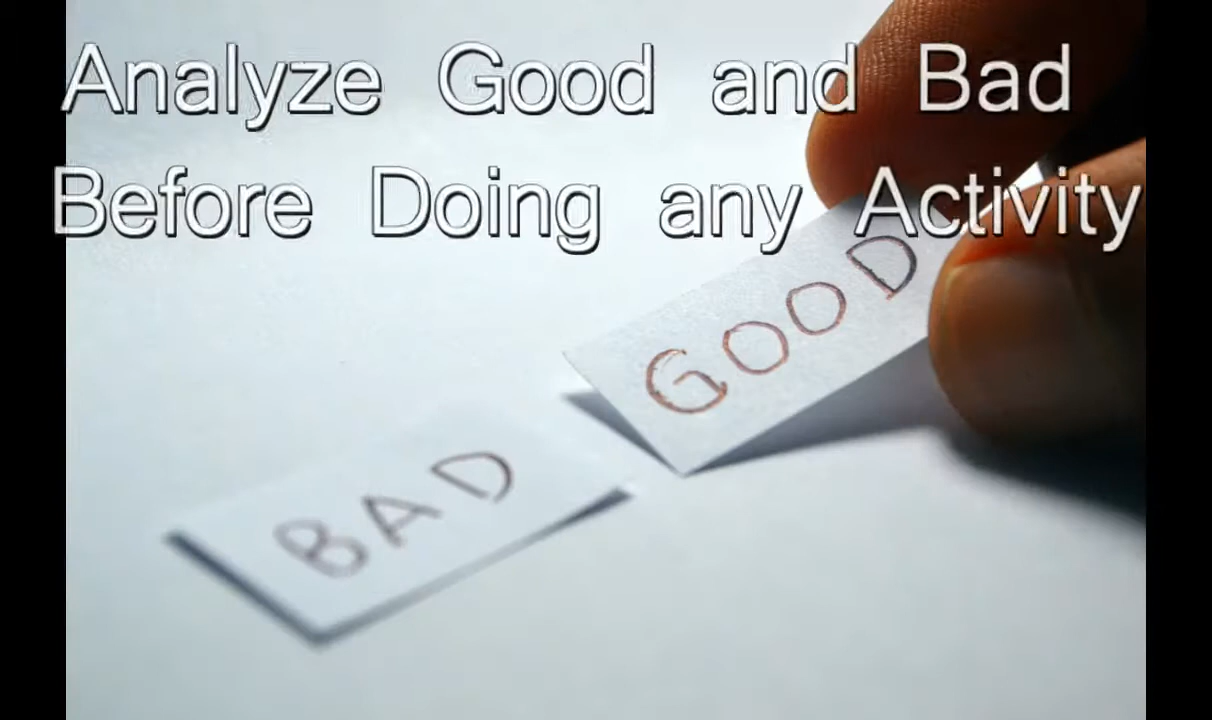 Analyze Good and Bad
Before Doing any Activity
GOOD
BAD